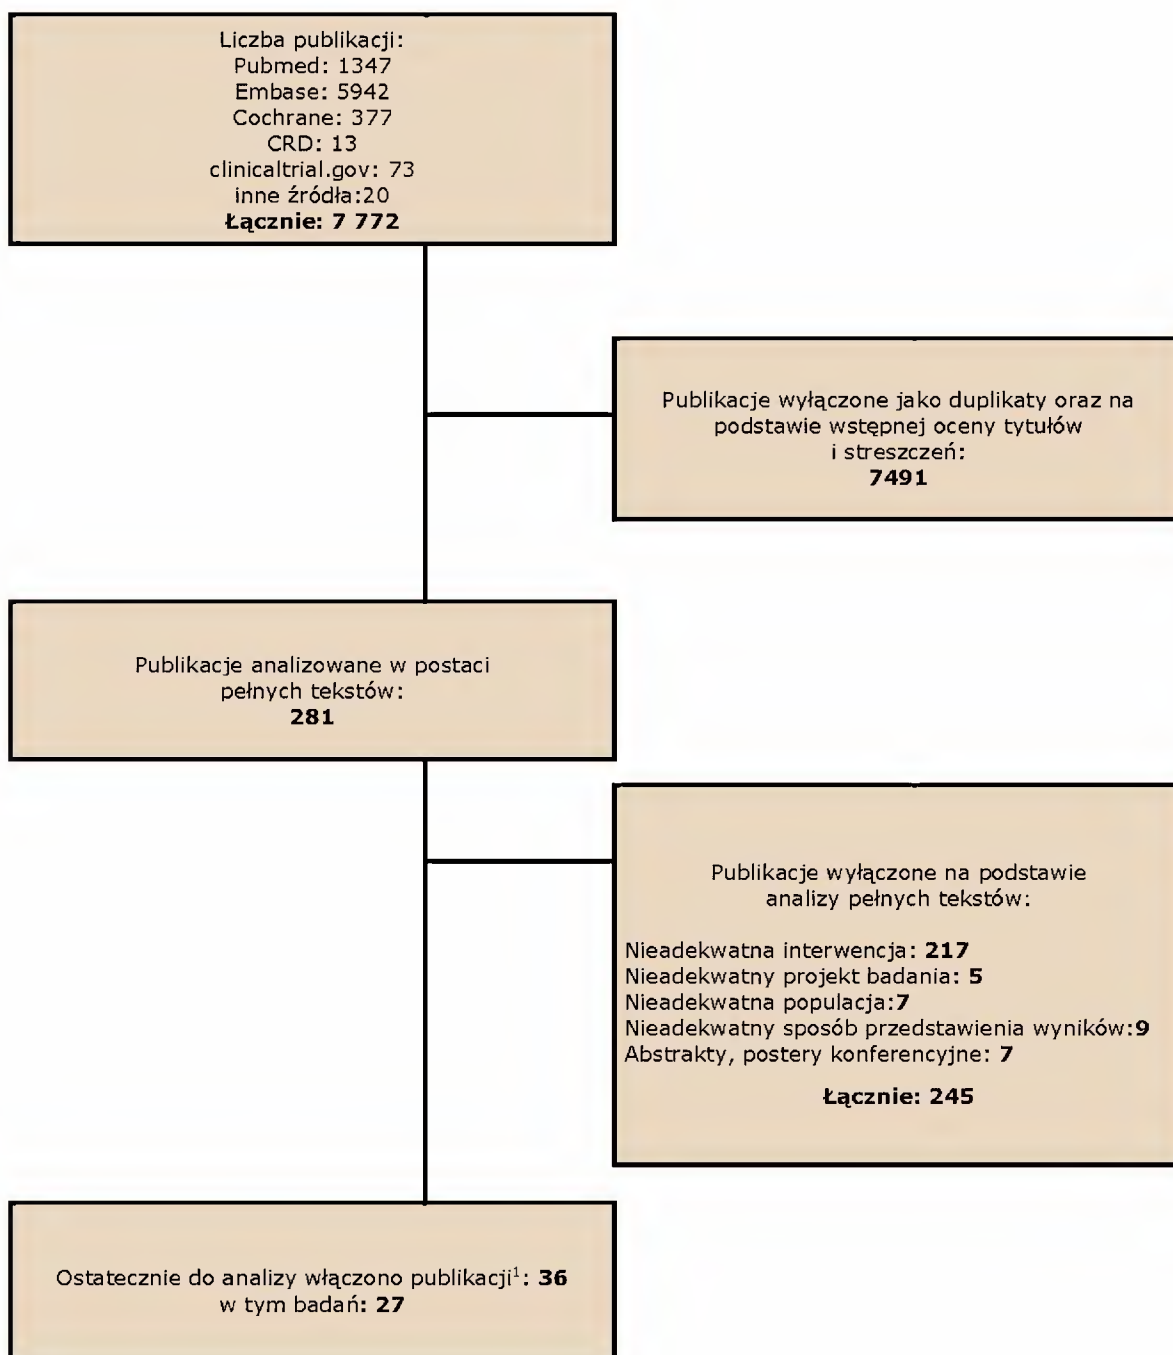 Liczba publikacji:
Pubmed: 1347
Embase: 5942
Cochrane: 377
CRD: 13
clinicaltrial.gov: 73
inne źródła:20
Łącznie: 7 772
Publikacje wyłączone jako duplikaty oraz na
podstawie wstępnej oceny tytułów
i streszczeń:
7491
Publikacje analizowane w postaci
pełnych tekstów:
281
Publikacje wyłączone na podstawie
analizy pełnych tekstów:
Nieadekwatna interwencja: 217
Nieadekwatny projekt badania: 5
Nieadekwatna populacja:7
Nieadekwatny sposób przedstawienia wyników:9
Abstrakty, postery konferencyjne: 7
Łącznie: 245
Ostatecznie do analizy włączono publikacji¹: 36
w tym badań: 27